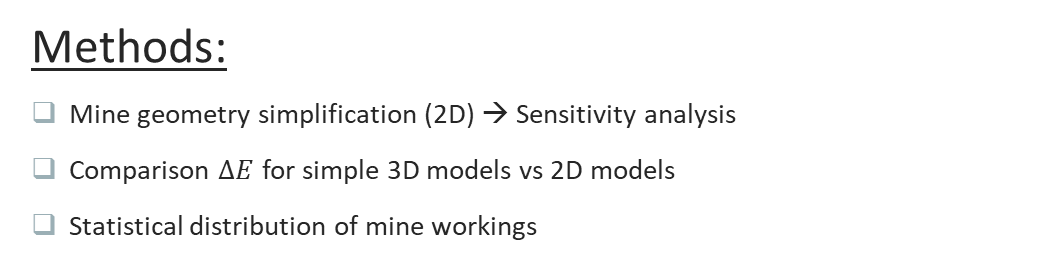 Methods:
❑ Mine geometry simplification (2D) → Sensitivity analysis
❑ Comparison ΔE for simple 3D models vs 2D models
❑ Statistical distribution of mine workings